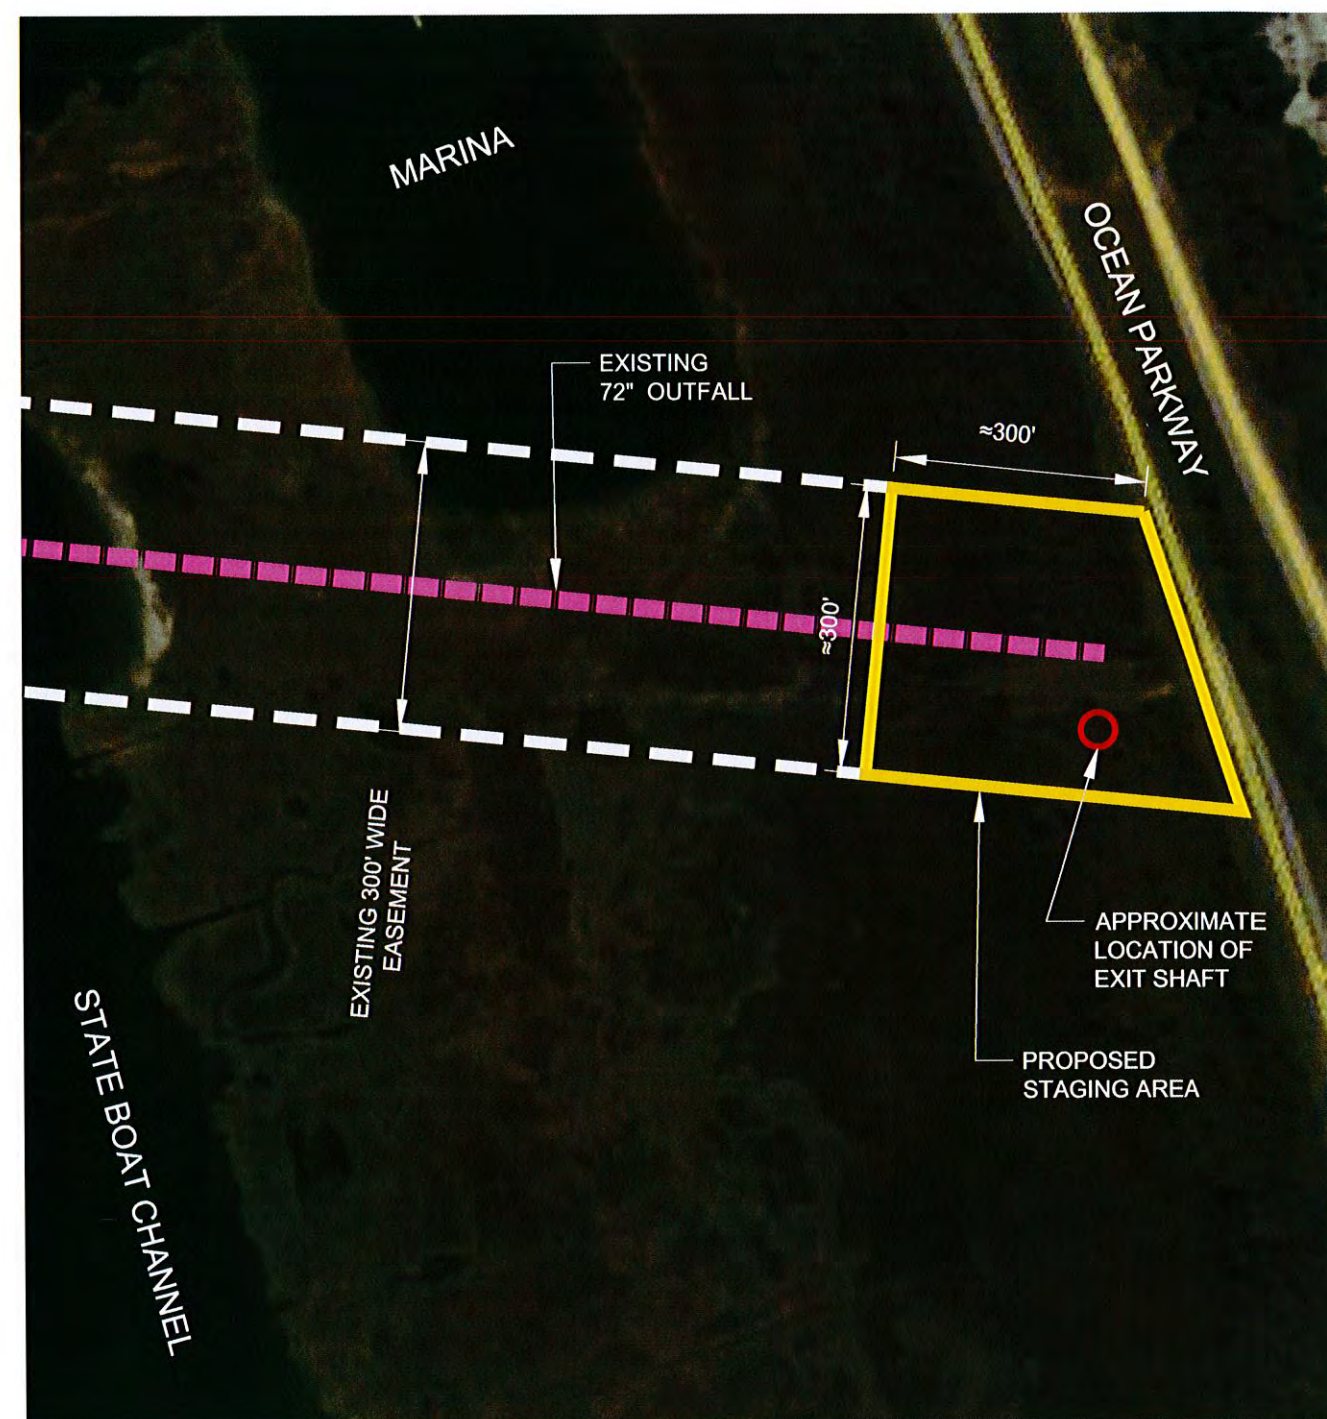 MARINA
OCEAN PARKWAY
EXISTING
72" OUTFALL
≈300'
≈300'
EXISTING 300' WIDE
EASEMENT
APPROXIMATE
LOCATION OF
EXIT SHAFT
PROPOSED
STAGING AREA
STATE BOAT CHANNEL